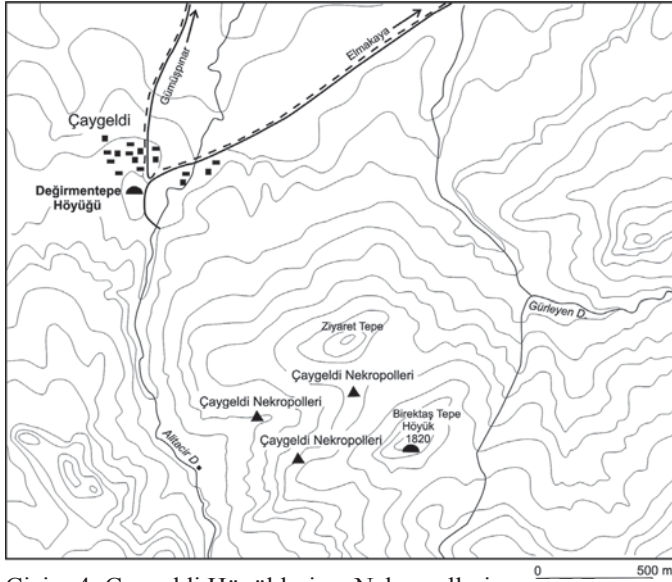 Gümüşpınar
Elmakaya
Çaygeldi
Değirmentepe
Höyüğü
Gürleyen D.
Ziyaret Tepe
Çaygeldi Nekropolleri
Çaygeldi Nekropolleri
Birektaş Tepe
Höyük
1820
Çaygeldi Nekropolleri
Alitacir D.
0 500 m